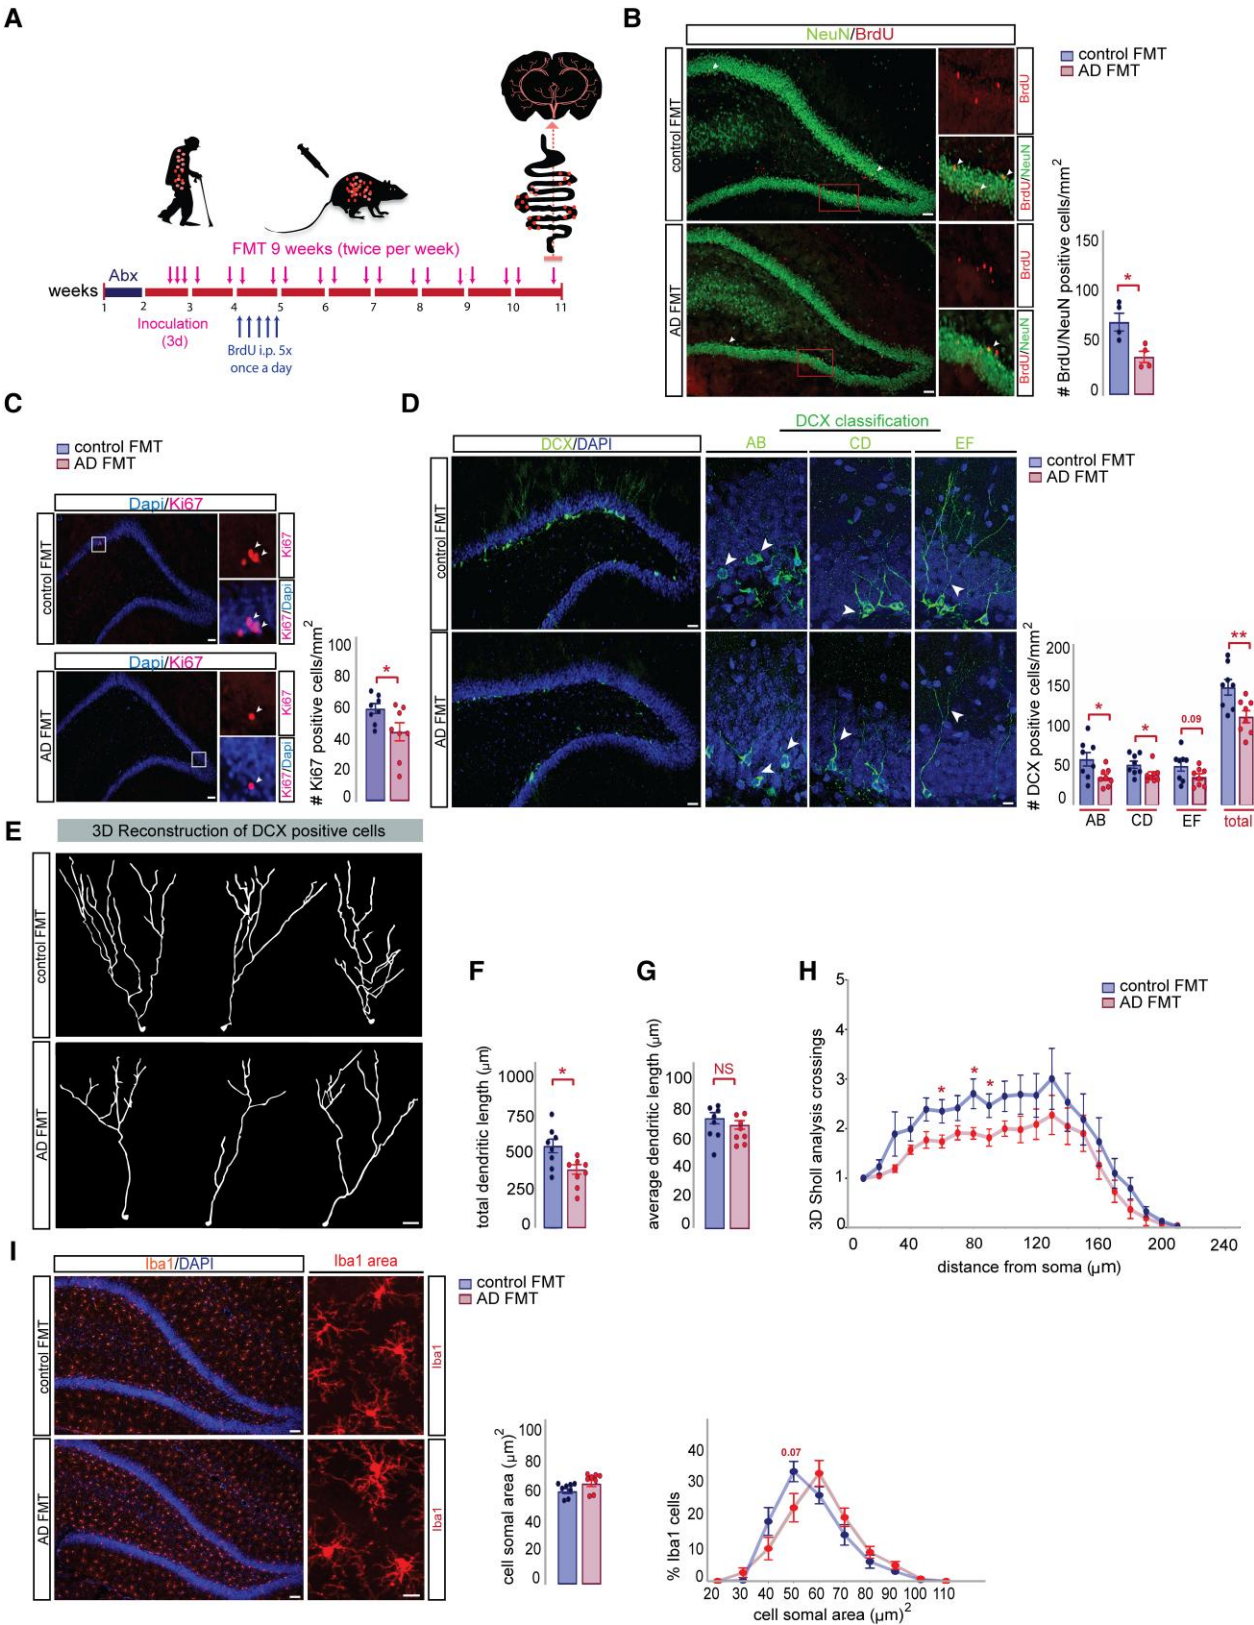 A
FMT 9 weeks (twice per week)
Abx
weeks
1 2 3 4 5 6 7 8 9 10 11
Inoculation
(3d)
BrdU i.p. 5x
once a day
B
NeuN/BrdU
control FMT
AD FMT
BrdU
BrdU/NeuN
BrdU
BrdU/NeuN
control FMT
AD FMT
# BrdU/NeuN positive cells/mm2
150
100
50
0
*
C
control FMT
AD FMT
Dapi/Ki67
control FMT
Ki67
Ki67/Dapi
Dapi/Ki67
AD FMT
Ki67
Ki67/Dapi
# Ki67 positive cells/mm2
100
80
60
40
20
0
*
D
DCX classification
DCX/DAPI
AB
CD
EF
control FMT
AD FMT
control FMT
AD FMT
# DCX positive cells/mm2
200
150
100
50
0
*
*
0.09
**
AB CD EF total
E
3D Reconstruction of DCX positive cells
control FMT
AD FMT
F
total dendritic length (µm)
1000
750
500
250
0
*
G
average dendritic length (µm)
100
80
60
40
20
0
NS
H
control FMT
AD FMT
3D Sholl analysis crossings
5
4
3
2
1
0
* * *
0 40 80 120 160 200 240
distance from soma (µm)
I
Iba1/DAPI
Iba1 area
control FMT
AD FMT
Iba1
Iba1
control FMT
AD FMT
cell somal area (µm)2
100
80
60
40
20
0
% Iba1 cells
40
30
20
10
0
0.07
20 30 40 50 60 70 80 90 100 110
cell somal area (µm)2